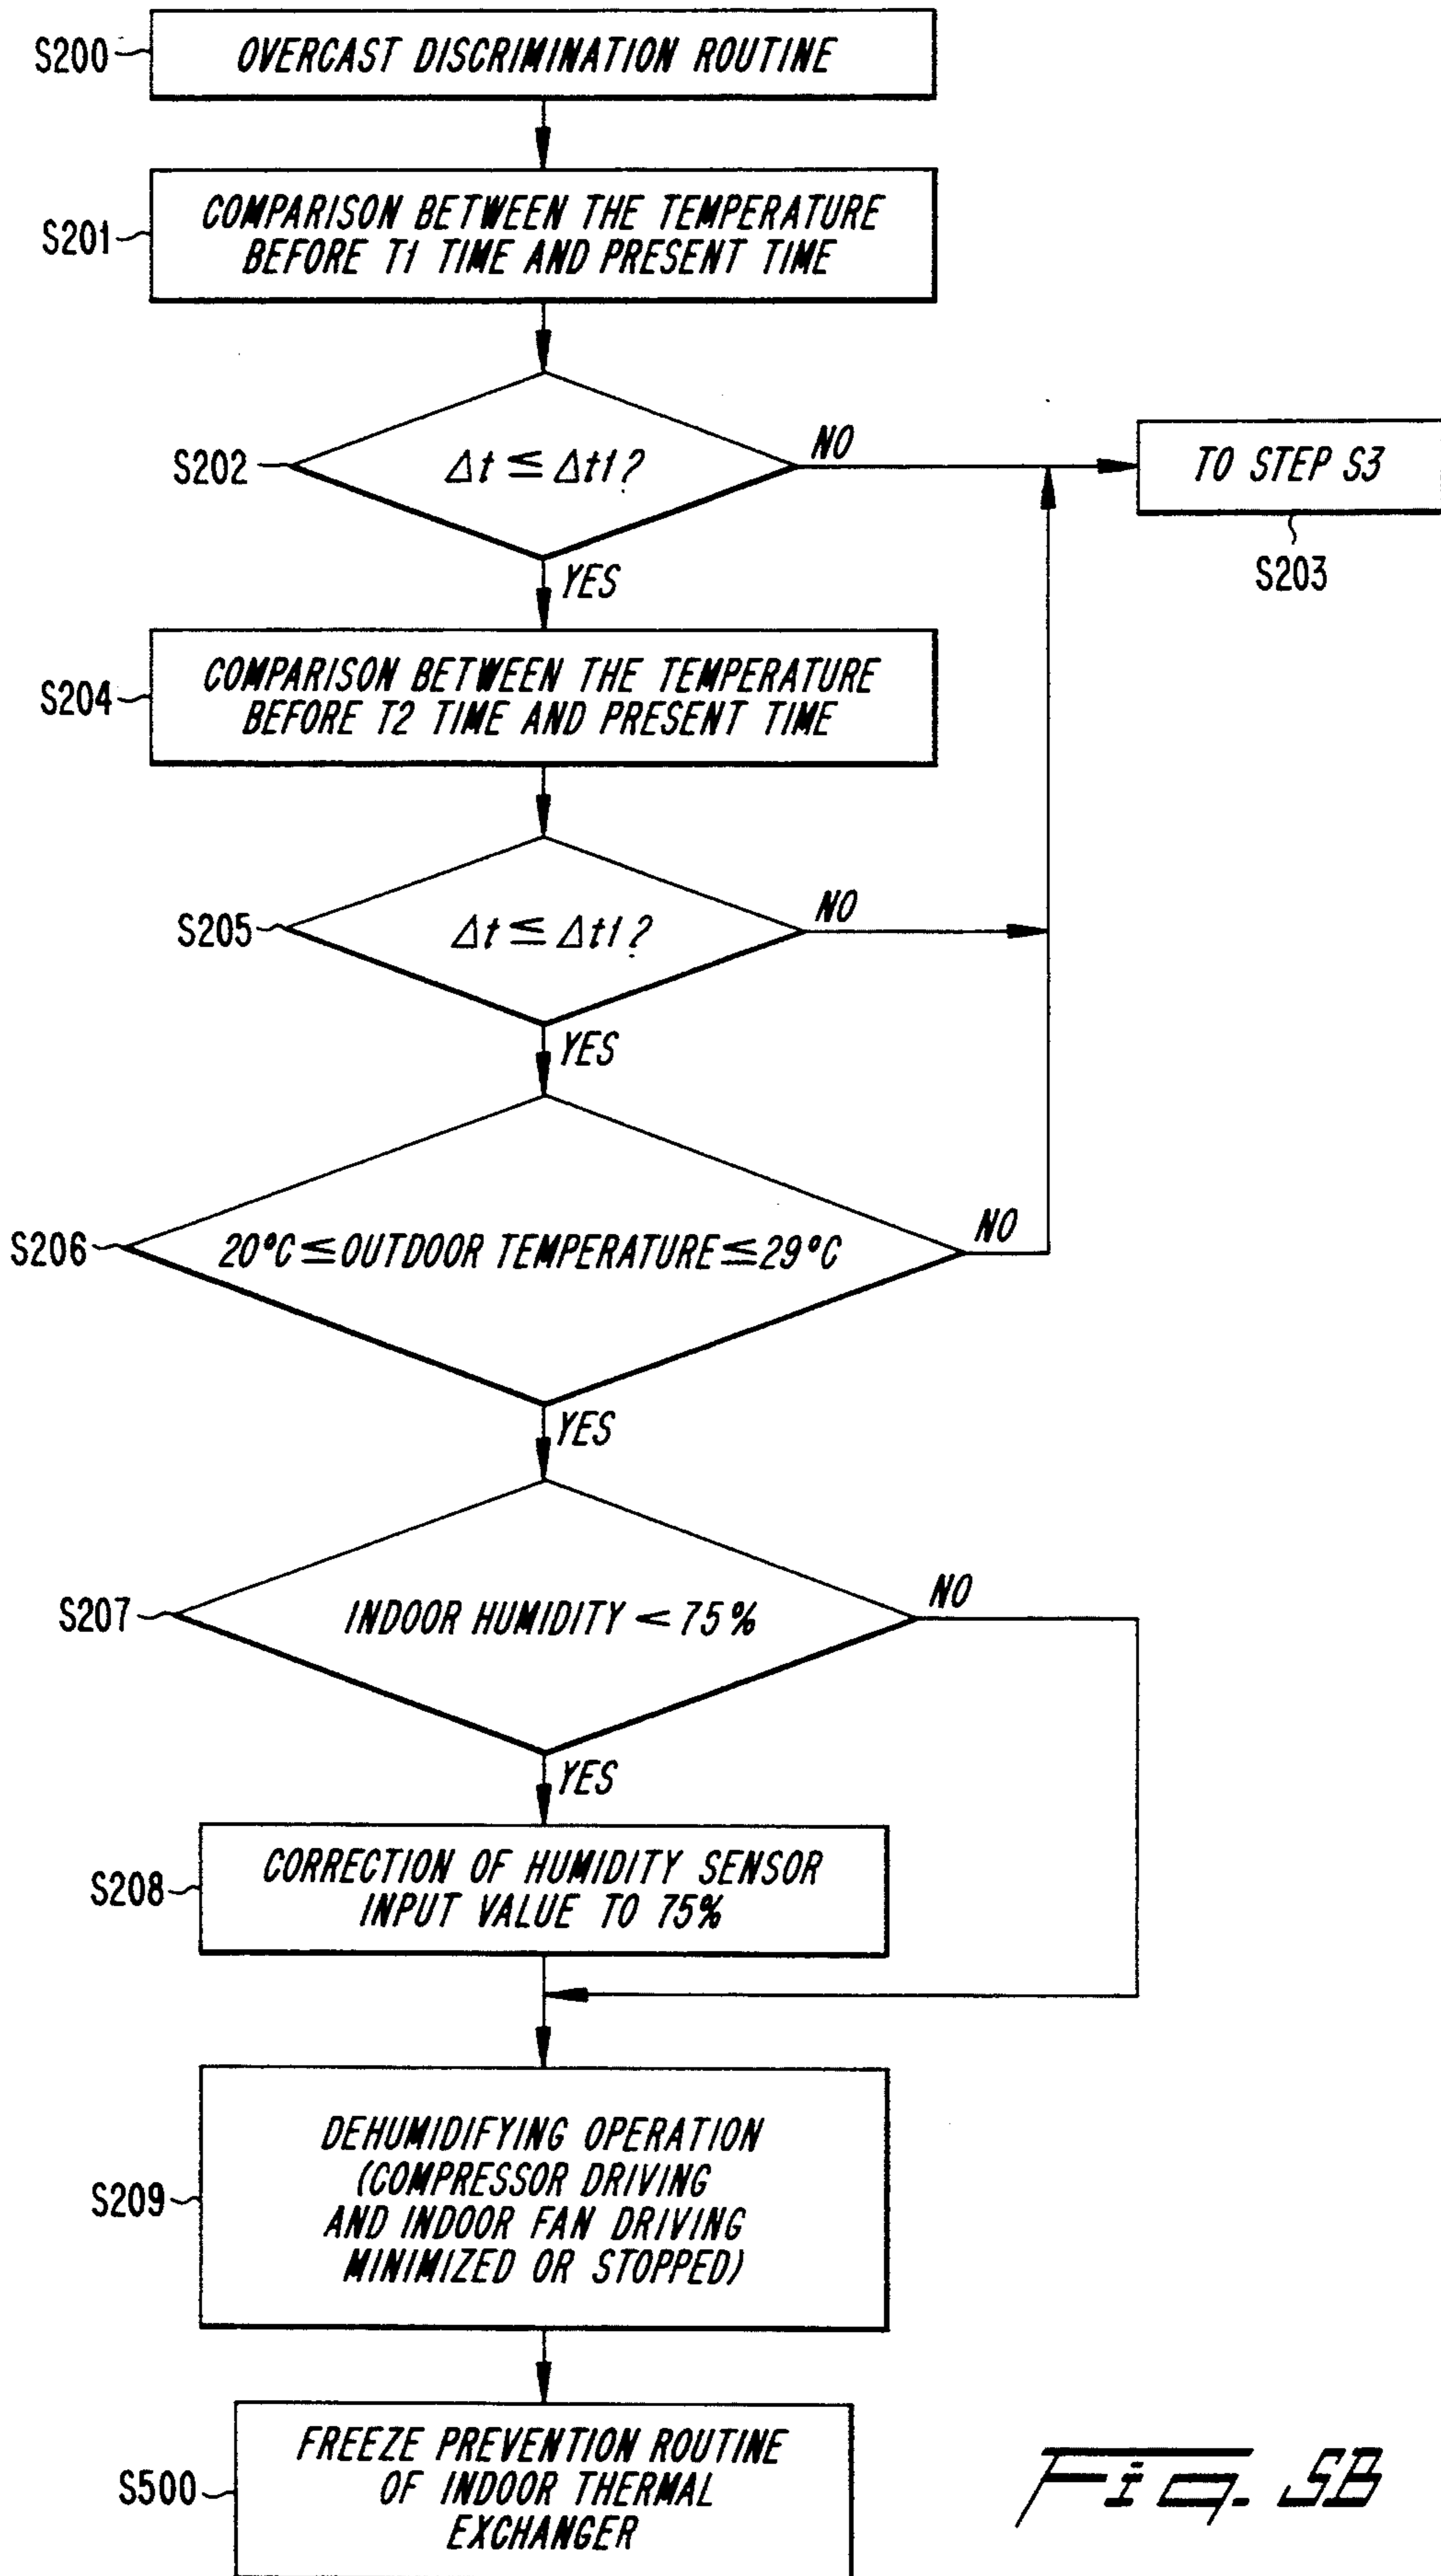 S200
OVERCAST DISCRIMINATION ROUTINE
S201
COMPARISON BETWEEN THE TEMPERATURE
BEFORE T1 TIME AND PRESENT TIME
S202
Δt ≦ Δt1?
NO
TO STEP S3
S203
YES
S204
COMPARISON BETWEEN THE TEMPERATURE
BEFORE T2 TIME AND PRESENT TIME
S205
Δt ≦ Δt1?
NO
YES
S206
20°C ≦ OUTDOOR TEMPERATURE ≦ 29°C
NO
YES
S207
INDOOR HUMIDITY < 75%
NO
YES
S208
CORRECTION OF HUMIDITY SENSOR
INPUT VALUE TO 75%
S209
DEHUMIDIFYING OPERATION
(COMPRESSOR DRIVING
AND INDOOR FAN DRIVING
MINIMIZED OR STOPPED)
S500
FREEZE PREVENTION ROUTINE
OF INDOOR THERMAL
EXCHANGER
Fig. 5B